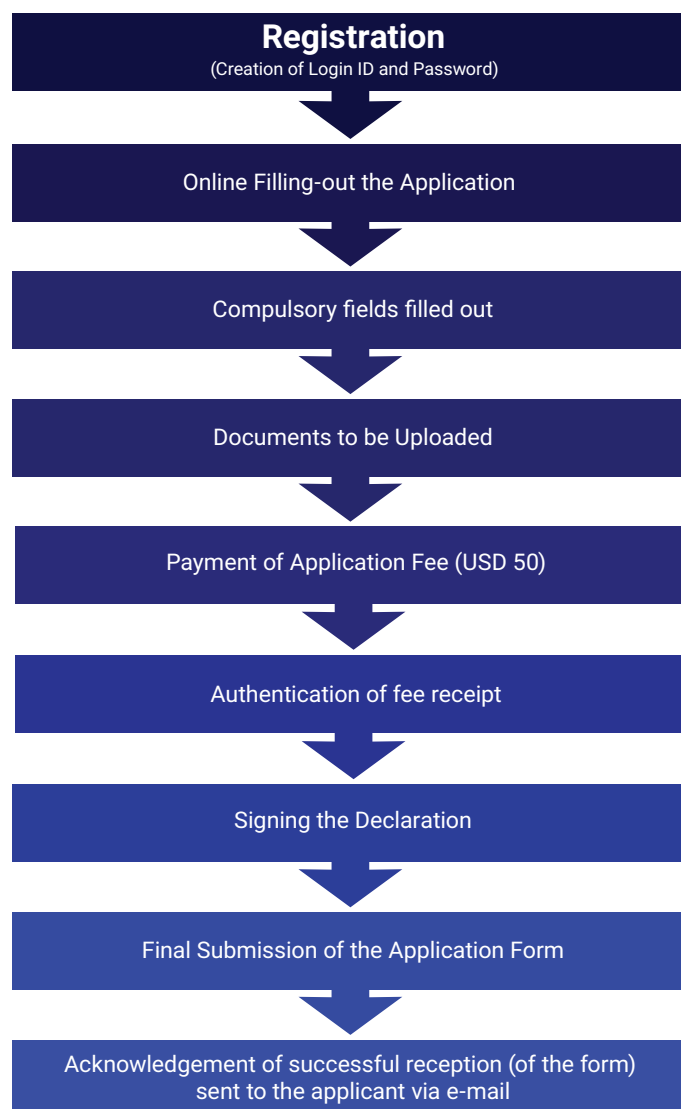 Registration
(Creation of Login ID and Password)
Online Filling-out the Application
Compulsory fields filled out
Documents to be Uploaded
Payment of Application Fee (USD 50)
Authentication of fee receipt
Signing the Declaration
Final Submission of the Application Form
Acknowledgement of successful reception (of the form)
sent to the applicant via e-mail